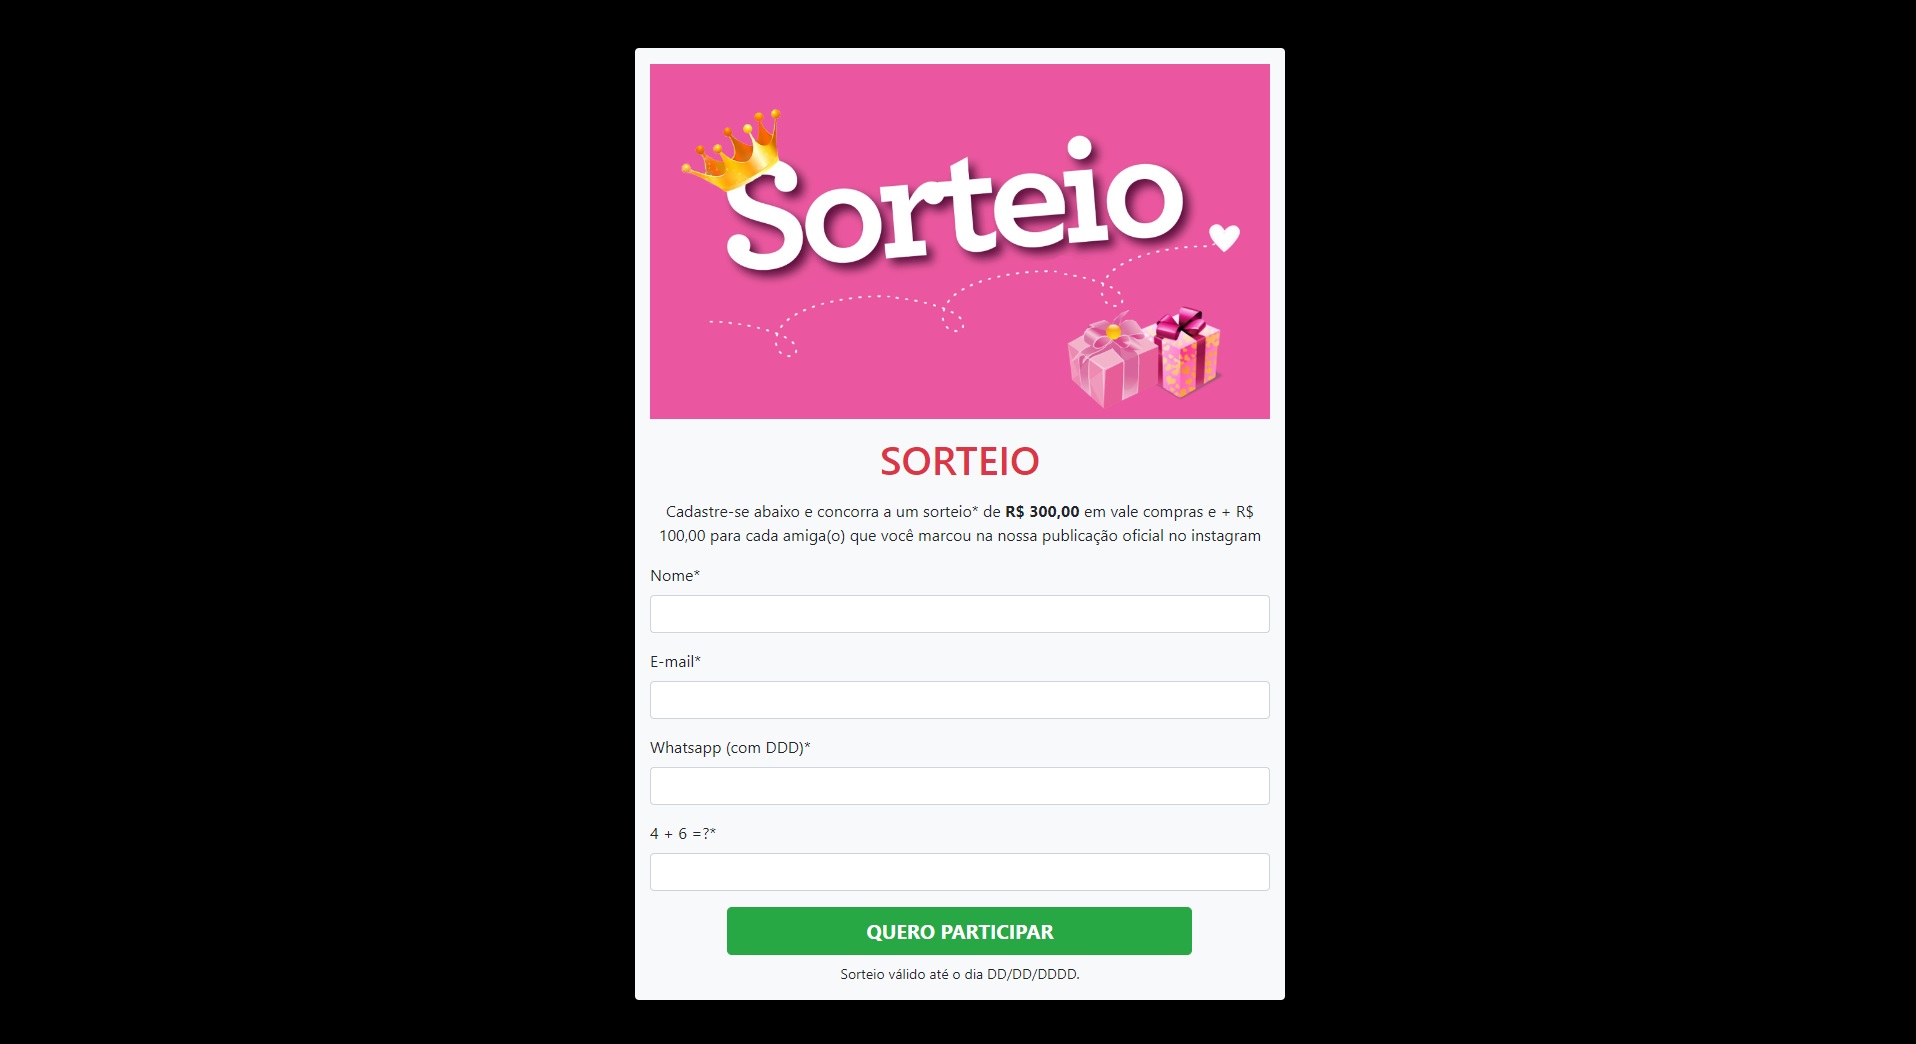 Sorteio
SORTEIO
Cadastre-se abaixo e concorra a um sorteio* de R$ 300,00 em vale compras e + R$
100,00 para cada amiga(o) que você marcou na nossa publicação oficial no instagram
Nome*
E-mail*
Whatsapp (com DDD)*
4 + 6 =?*
QUERO PARTICIPAR
Sorteio válido até o dia DD/DD/DDDD.